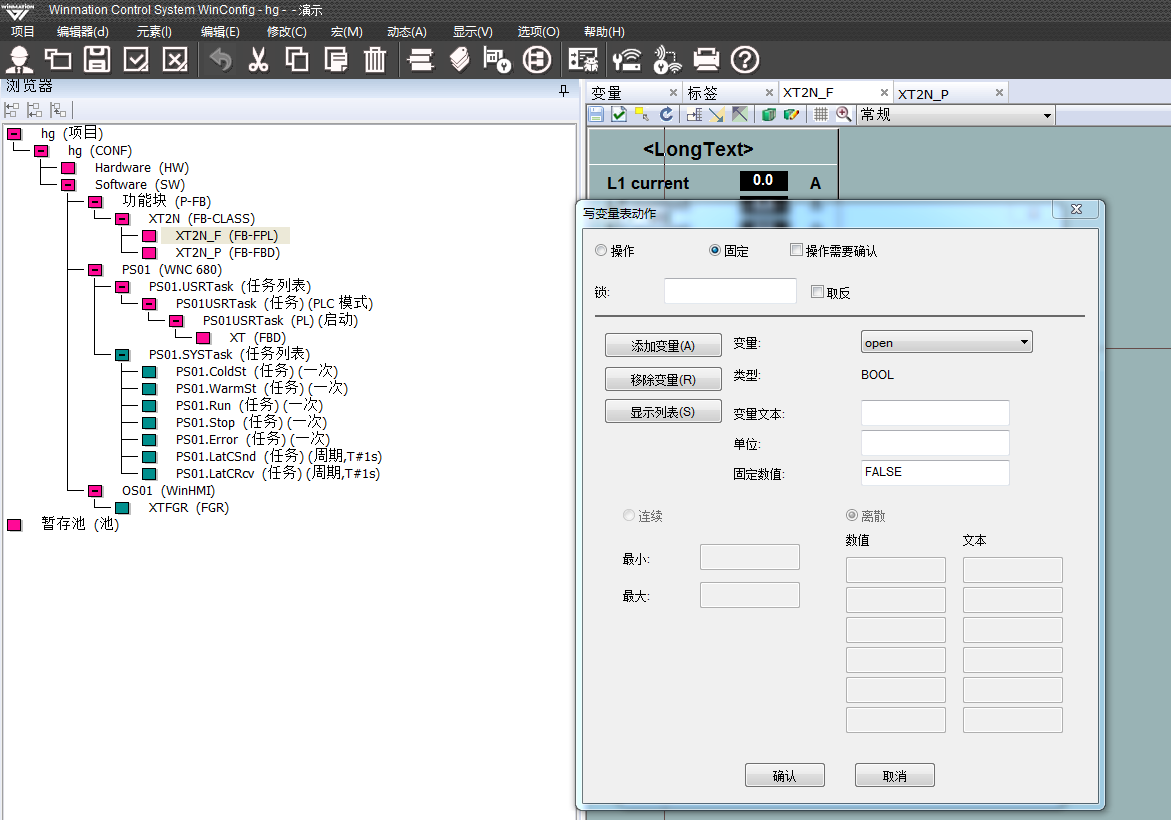 WINMATION
Winmation Control System WinConfig - hg - - 演示
项目 编辑器(d) 元素(l) 编辑(E) 修改(C) 宏(M) 动态(A) 显示(V) 选项(O) 帮助(H)
浏览器
变量 标签 XT2N_F XT2N_P
常规
hg (项目)
hg (CONF)
Hardware (HW)
Software (SW)
功能块 (P-FB)
XT2N (FB-CLASS)
XT2N_F (FB-FPL)
XT2N_P (FB-FBD)
PS01 (WNC 680)
PS01.USRTask (任务列表)
PS01USRTask (任务) (PLC 模式)
PS01USRTask (PL) (启动)
XT (FBD)
PS01.SYSTask (任务列表)
PS01.ColdSt (任务) (一次)
PS01.WarmSt (任务) (一次)
PS01.Run (任务) (一次)
PS01.Stop (任务) (一次)
PS01.Error (任务) (一次)
PS01.LatCSnd (任务) (周期,T#1s)
PS01.LatCRcv (任务) (周期,T#1s)
OS01 (WinHMI)
XTFGR (FGR)
暂存池 (池)
<LongText>
L1 current 0.0 A
写变量表动作
操作 固定 操作需要确认
锁: 取反
添加变量(A) 变量: open
移除变量(R) 类型: BOOL
显示列表(S) 变量文本:
单位:
固定数值: FALSE
连续 离散
数值 文本
最小:
最大:
确认 取消